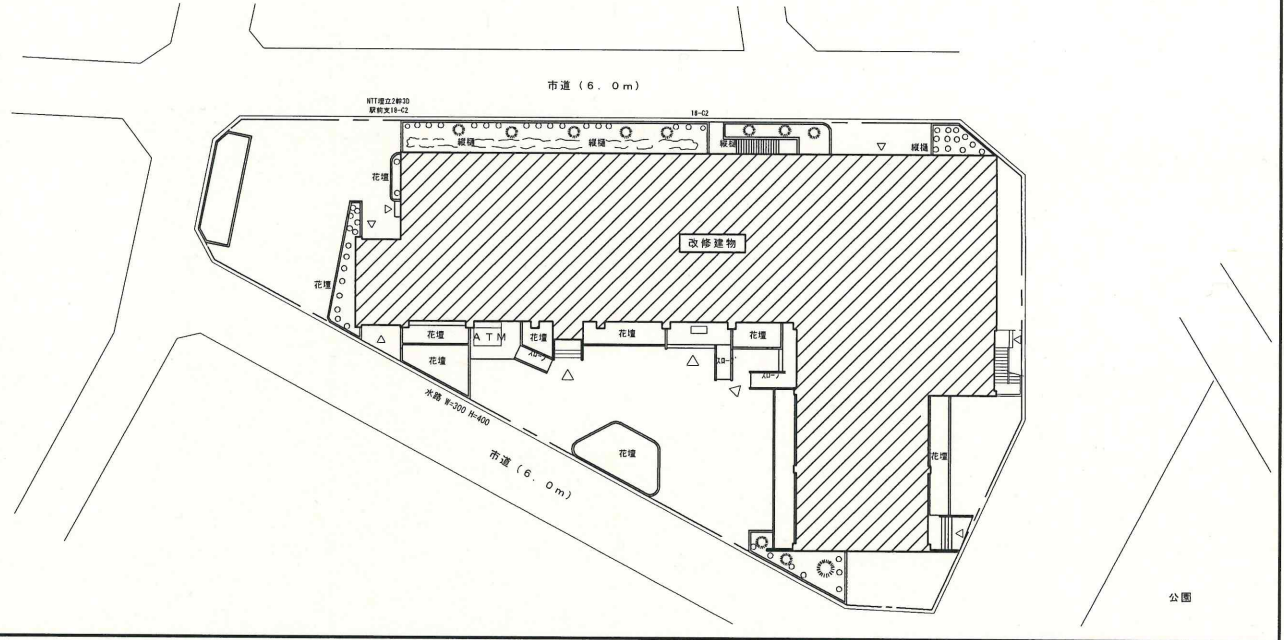 市道（６．０ｍ）
NTT埋立2幹3D
駅前支18-C2
18-C2
縦樋
縦樋
縦樋
縦樋
花壇
改修建物
花壇
花壇
ＡＴＭ
花壇
花壇
花壇
花壇
スロープ
スロープ
スロープ
水路 W=300 H=400
花壇
花壇
市道（６．０ｍ）
公園